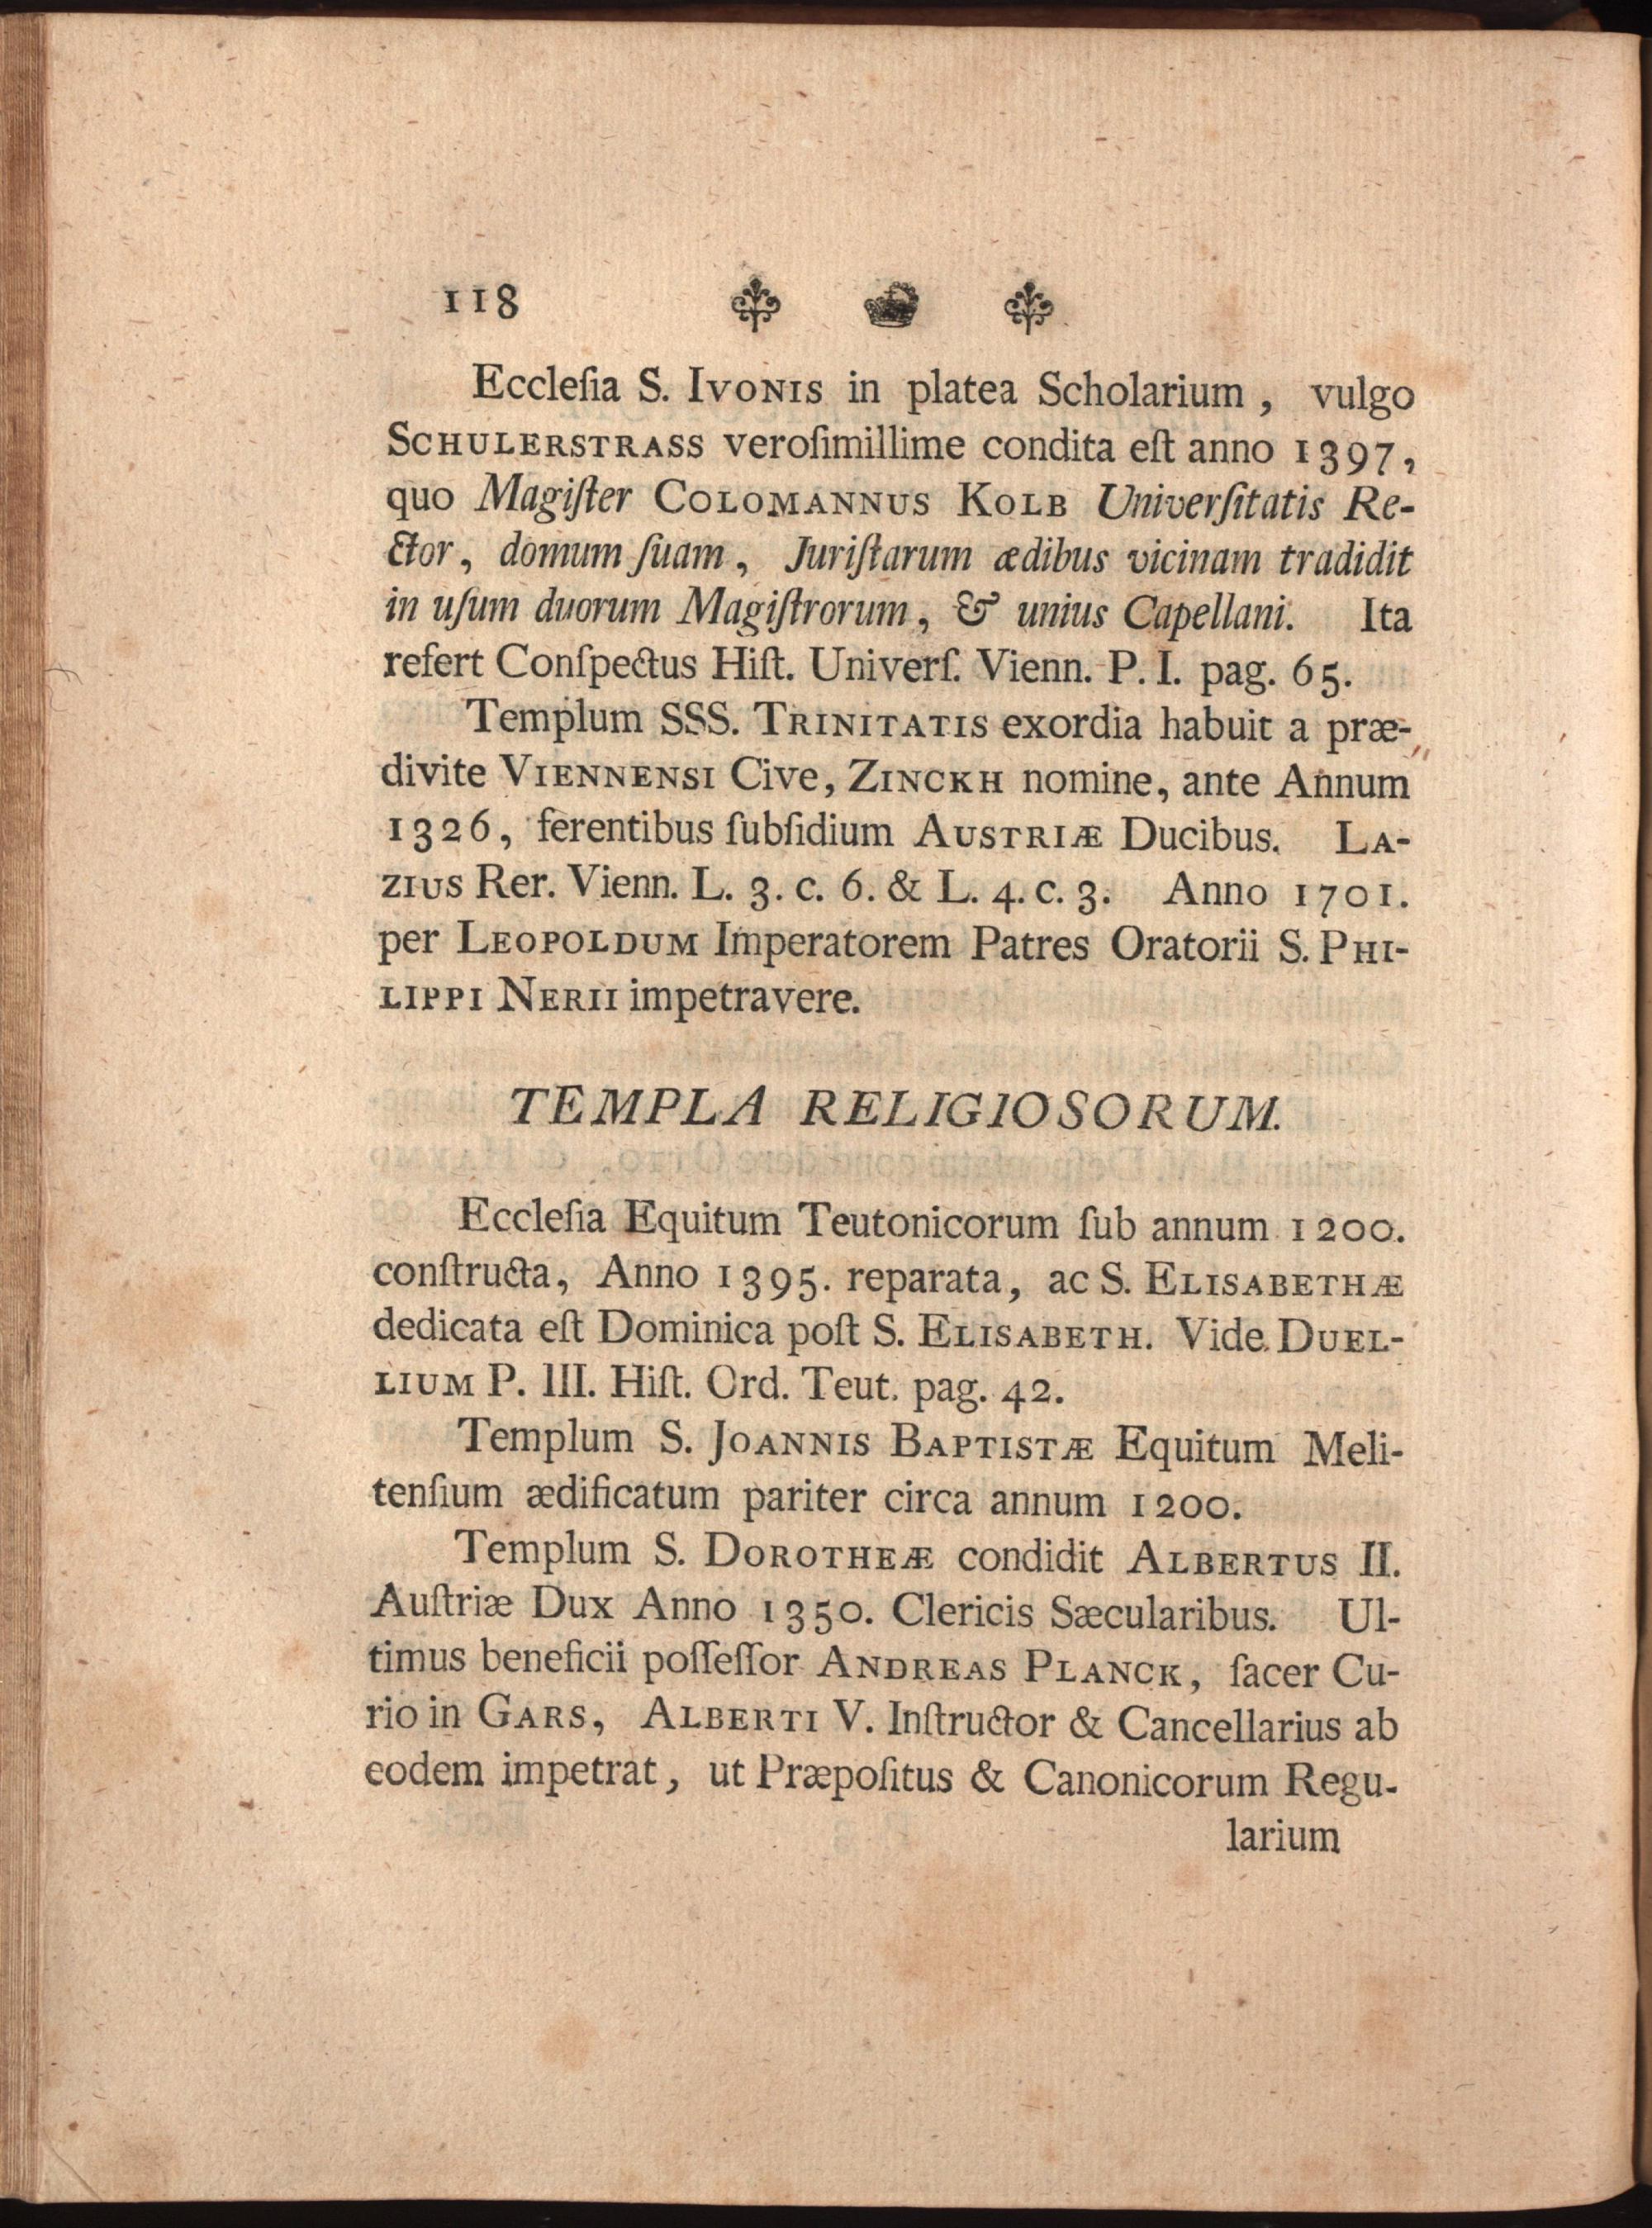 118
Eccleſia S. IVONIS in platea Scholarium, vulgo
SCHULERSTRASS veroſimillime condita eſt anno 1397,
quo Magiſter COLOMANNUS KOLB Univerſitatis Re-
ctor, domum ſuam, Juriſtarum ædibus vicinam tradidit
in uſum duorum Magiſtrorum, & unius Capellani. Ita
refert Conſpectus Hiſt. Univerſ. Vienn. P. I. pag. 65.
Templum SSS. TRINITATIS exordia habuit a præ-
divite VIENNENSI Cive, ZINCKH nomine, ante Annum
1326, ferentibus ſubſidium AUSTRIÆ Ducibus. LA-
ZIUS Rer. Vienn. L. 3. c. 6. & L. 4. c. 3. Anno 1701.
per LEOPOLDUM Imperatorem Patres Oratorii S. PHI-
LIPPI NERII impetravere.
TEMPLA RELIGIOSORUM.
Eccleſia Equitum Teutonicorum ſub annum 1200.
conſtructa, Anno 1395. reparata, ac S. ELISABETHÆ
dedicata eſt Dominica poſt S. ELISABETH. Vide DUEL-
LIUM P. III. Hiſt. Ord. Teut. pag. 42.
Templum S. JOANNIS BAPTISTÆ Equitum Meli-
tenſium ædificatum pariter circa annum 1200.
Templum S. DOROTHEÆ condidit ALBERTUS II.
Auſtriæ Dux Anno 1350. Clericis Sæcularibus. Ul-
timus beneficii poſſeſſor ANDREAS PLANCK, ſacer Cu-
rio in GARS, ALBERTI V. Inſtructor & Cancellarius ab
eodem impetrat, ut Præpoſitus & Canonicorum Regu-
larium